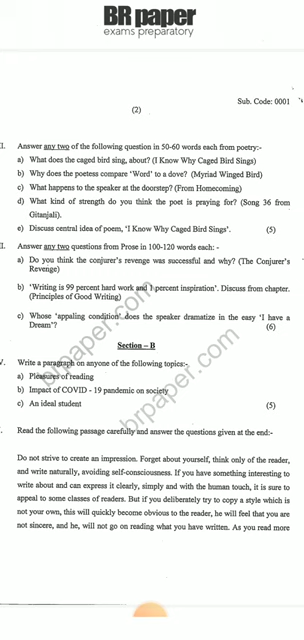 BR paper
exams preparatory
Sub. Code: 0001
(2)
I. Answer any two of the following question in 50-60 words each from poetry:-
a) What does the caged bird sing, about? (I Know Why Caged Bird Sings)
b) Why does the poetess compare 'Word' to a dove? (Myriad Winged Bird)
c) What happens to the speaker at the doorstep? (From Homecoming)
d) What kind of strength do you think the poet is praying for? (Song 36 from
Gitanjali).
e) Discuss central idea of poem, 'I Know Why Caged Bird Sings'. (5)
I. Answer any two questions from Prose in 100-120 words each: -
a) Do you think the conjurer's revenge was successful and why? (The Conjurer's
Revenge)
b) 'Writing is 99 percent hard work and 1 percent inspiration'. Discuss from chapter.
(Principles of Good Writing)
c) Whose 'appaling condition' does the speaker dramatize in the easy 'I have a
Dream'? (6)
Section – B
V. Write a paragraph on anyone of the following topics:-
a) Pleasures of reading
b) Impact of COVID - 19 pandemic on society
c) An ideal student (5)
. Read the following passage carefully and answer the questions given at the end:-
Do not strive to create an impression. Forget about yourself, think only of the reader,
and write naturally, avoiding self-consciousness. If you have something interesting to
write about and can express it clearly, simply and with the human touch, it is sure to
appeal to some classes of readers. But if you deliberately try to copy a style which is
not your own, this will quickly become obvious to the reader, he will feel that you are
not sincere, and he, will not go on reading what you have written. As you read more
brpaper.com
brpaper.com